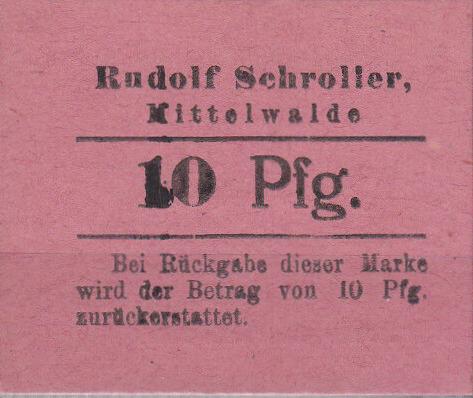 Rudolf Schroller,
Mittelwalde
10 Pfg.
Bei Rückgabe dieser Marke
wird der Betrag von 10 Pfg.
zurückerstattet.